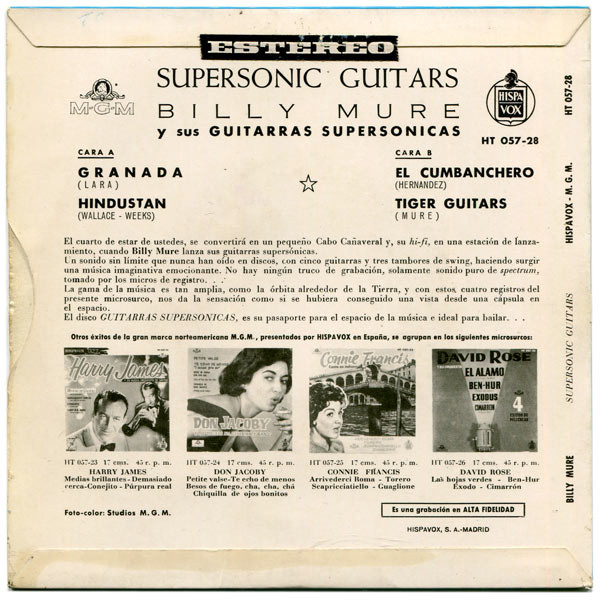 ESTEREO
SUPERSONIC GUITARS
M-G-M
BILLY MURE
y sus GUITARRAS SUPERSONICAS
HISPA
VOX
HT 057-28
CARA A
GRANADA
(LARA)
HINDUSTAN
(WALLACE - WEEKS)
CARA B
EL CUMBANCHERO
(HERNANDEZ)
TIGER GUITARS
(MURE)
El cuarto de estar de ustedes, se convertirá en un pequeño Cabo Cañaveral y, su hi-fi, en una estación de lanza-
miento, cuando Billy Mure lanza sus guitarras supersónicas.
Un sonido sin límite que nunca han oído en discos, con cinco guitarras y tres tambores de swing, haciendo surgir
una música imaginativa emocionante. No hay ningún truco de grabación, solamente sonido puro de spectrum,
tomado por los micros de registro. . .
La gama de la música es tan amplia, como la órbita alrededor de la Tierra, y con estos cuatro registros del
presente microsurco, nos da la sensación como si se hubiera conseguido una vista desde una cápsula en
el espacio.
El disco GUITARRAS SUPERSONICAS, es su pasaporte para el espacio de la música e ideal para bailar. . .
Otros éxitos de la gran marca norteamericana M.G.M., presentados por HISPAVOX en España, se agrupan en los siguientes microsurcos:
Harry James
DON JACOBY
Connie Francis
DAVID ROSE
EL ALAMO
BEN-HUR
EXODUS
CIMARRON
4
HT 057-23 17 cms. 45 r. p. m.
HARRY JAMES
Medias brillantes - Demasiado
cerca-Conejito - Púrpura real
HT 057-24 17 cms. 45 r. p. m.
DON JACOBY
Petite valse-Te echo de menos
Besos de fuego, cha, cha, chá
Chiquilla de ojos bonitos
HT 057-25 17 cms. 45 r. p. m.
CONNIE FRANCIS
Arrivederci Roma - Torero
Scapricciatiello - Guaglione
HT 057-26 17 cms. 45 r. p. m.
DAVID ROSE
Las hojas verdes - Ben-Hur
Exodo - Cimarrón
Foto-color: Studios M. G. M.
Es una grabación en ALTA FIDELIDAD
HISPAVOX, S. A.-MADRID
HT 057-28
HISPAVOX - M. G. M.
SUPERSONIC GUITARS
BILLY MURE